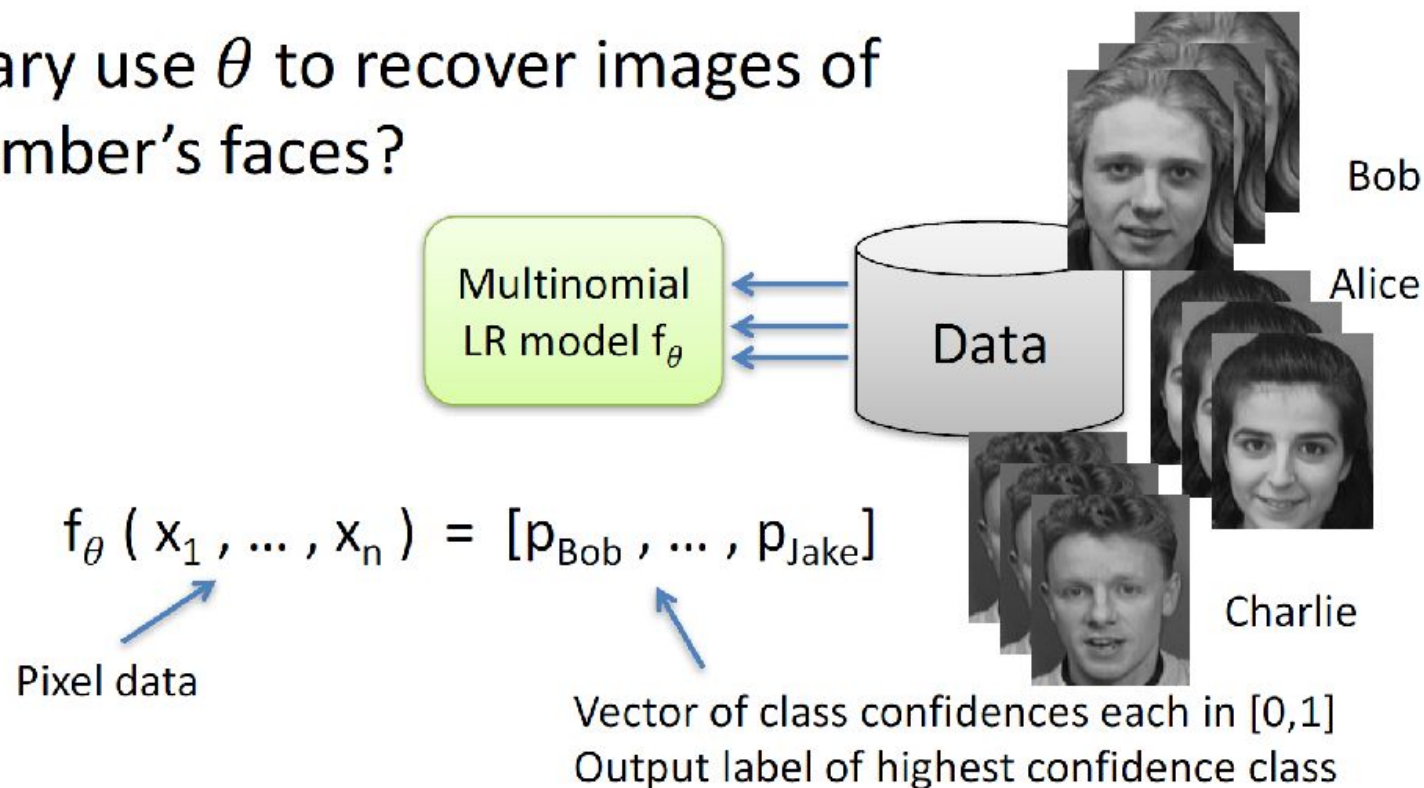 ary use θ to recover images of
mber's faces?
Bob
Alice
Multinomial
LR model fθ
Data
fθ ( x1 , ... , xn ) = [pBob , ... , pJake]
Charlie
Pixel data
Vector of class confidences each in [0,1]
Output label of highest confidence class